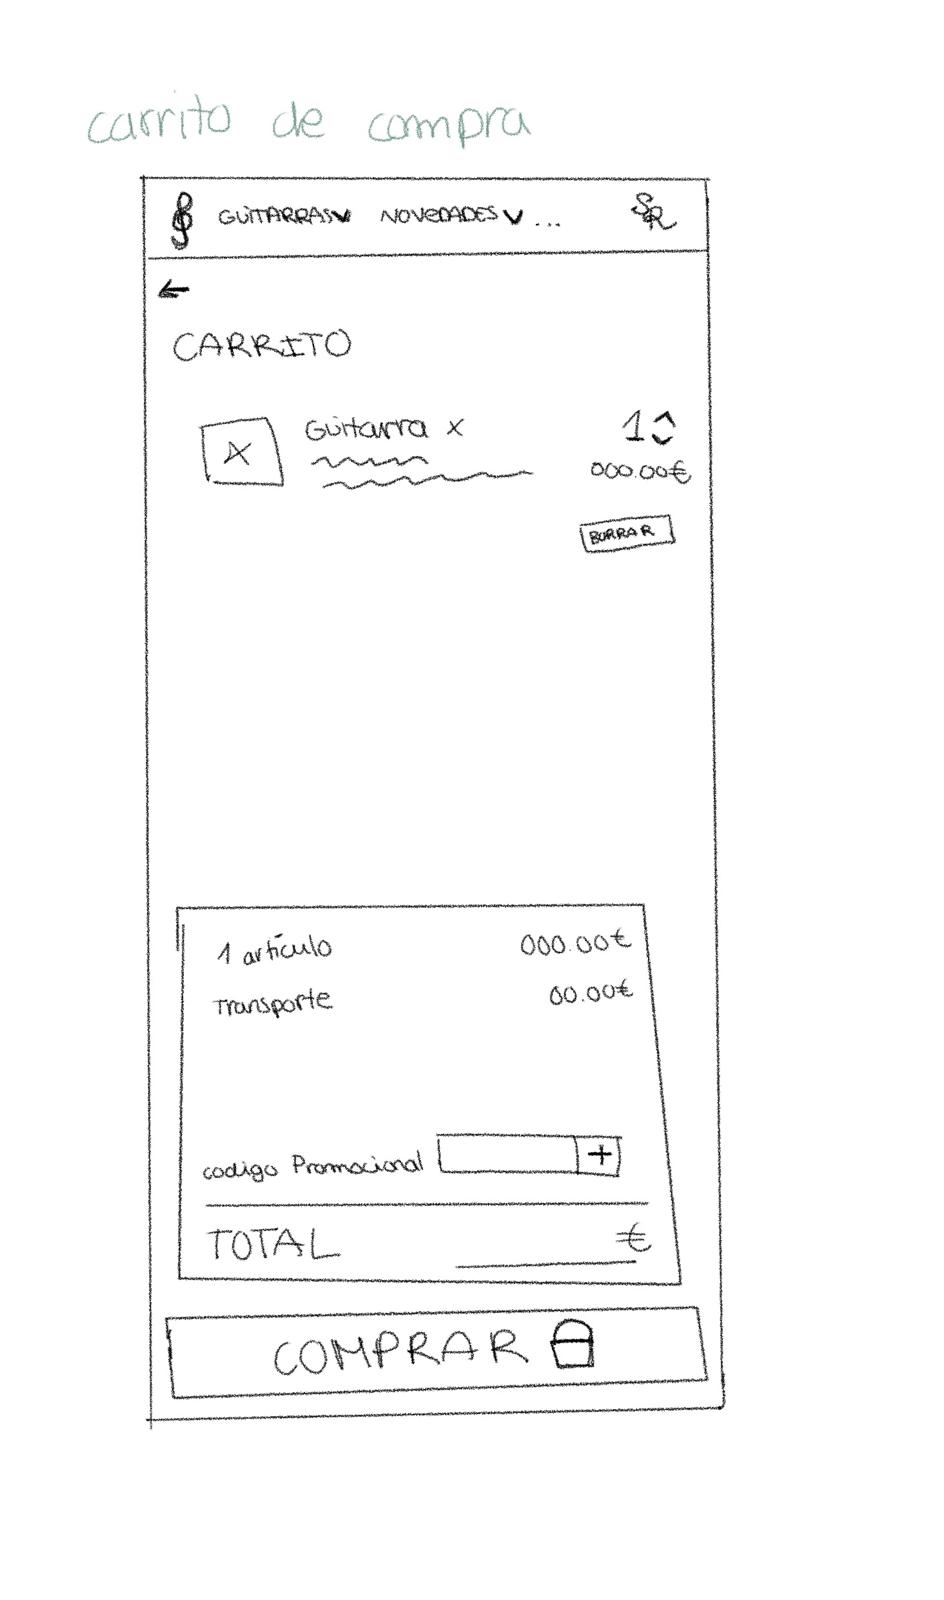 carrito de compra
GUITARRAS NOVEDADES ... SR
CARRITO
Guitarra x 1
000.00€
BORRAR
1 artículo 000.00€
Transporte 00.00€
codigo Promocional +
TOTAL €
COMPRAR